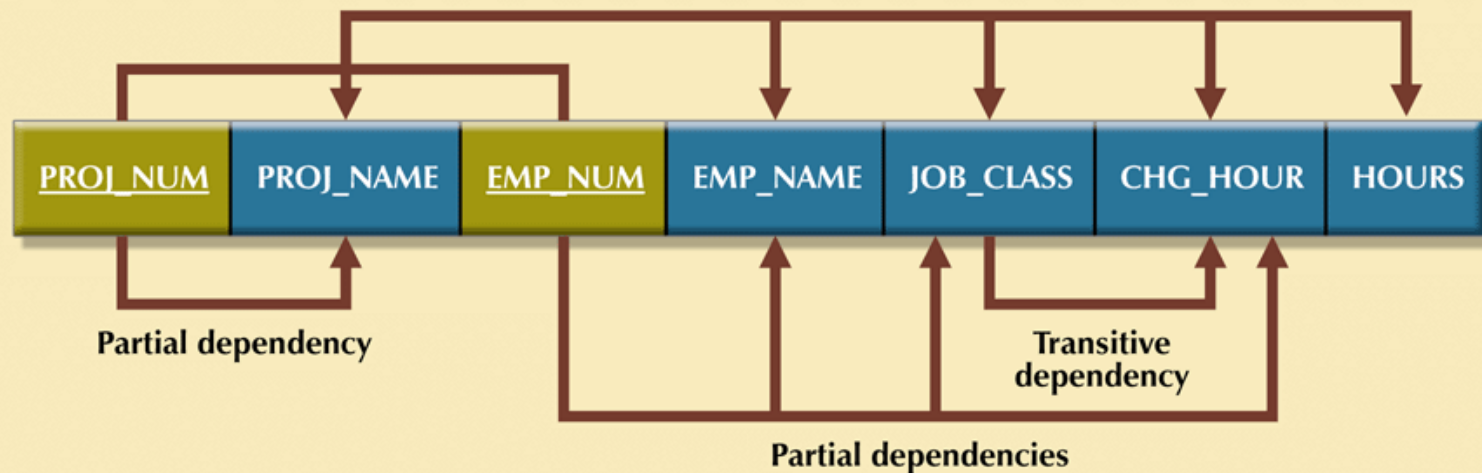 PROJ_NUM PROJ_NAME EMP_NUM EMP_NAME JOB_CLASS CHG_HOUR HOURS
Partial dependency
Transitive
dependency
Partial dependencies